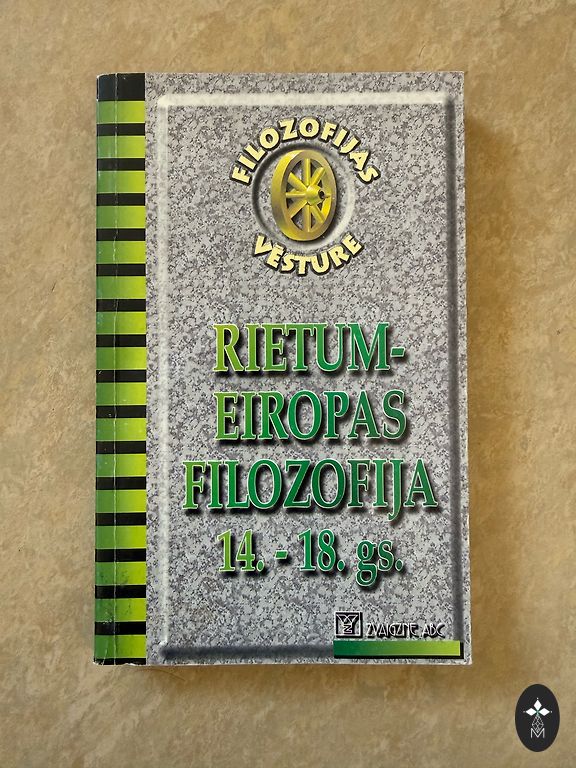 FILOZOFIJAS
VĒSTURE
RIETUM-
EIROPAS
FILOZOFIJA
14. - 18. gs.
ZVAIGZNE ABC
M